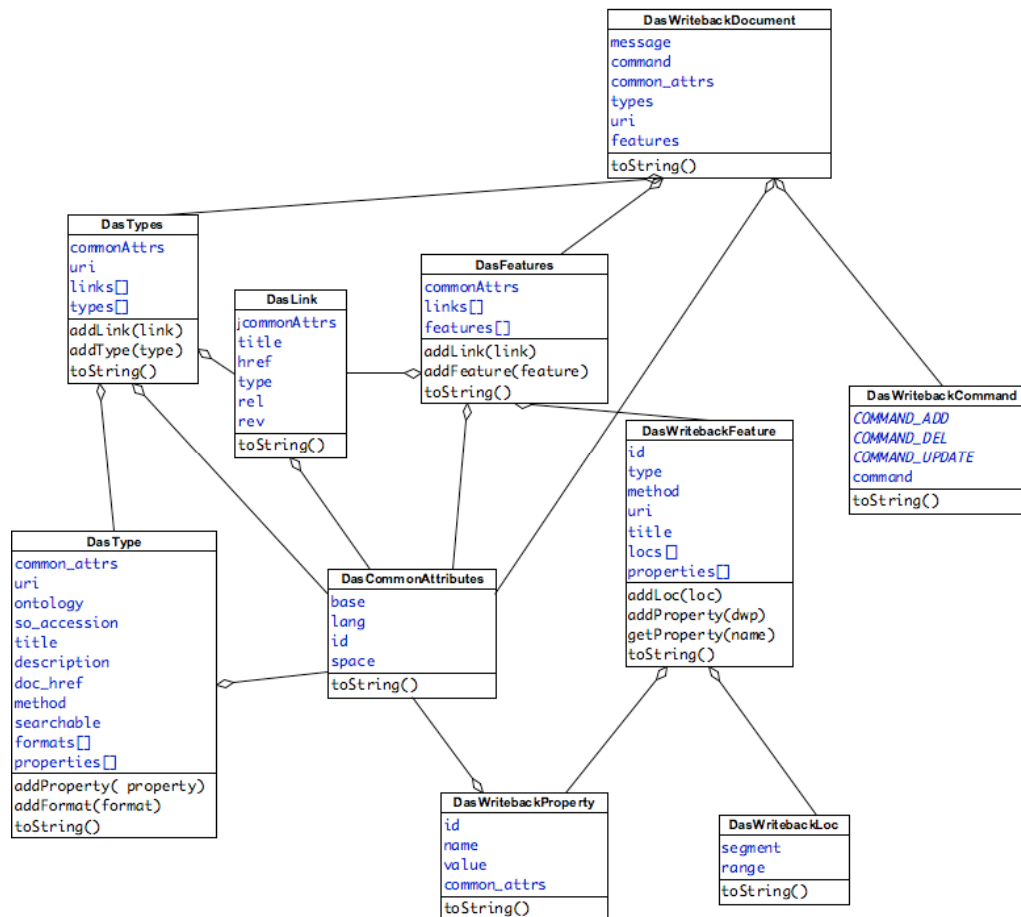 DasWritebackDocument
message
command
common_attrs
types
uri
features
toString()
DasTypes
commonAttrs
uri
links[]
types[]
addLink(link)
addType(type)
toString()
DasLink
jcommonAttrs
title
href
type
rel
rev
toString()
DasFeatures
commonAttrs
links[]
features[]
addLink(link)
addFeature(feature)
toString()
DasWritebackCommand
COMMAND_ADD
COMMAND_DEL
COMMAND_UPDATE
command
toString()
DasWritebackFeature
id
type
method
uri
title
locs[]
properties[]
addLoc(loc)
addProperty(dwp)
getProperty(name)
toString()
DasType
common_attrs
uri
ontology
so_accession
title
description
doc_href
method
searchable
formats[]
properties[]
addProperty( property)
addFormat(format)
toString()
DasCommonAttributes
base
lang
id
space
toString()
DasWritebackProperty
id
name
value
common_attrs
toString()
DasWritebackLoc
segment
range
toString()